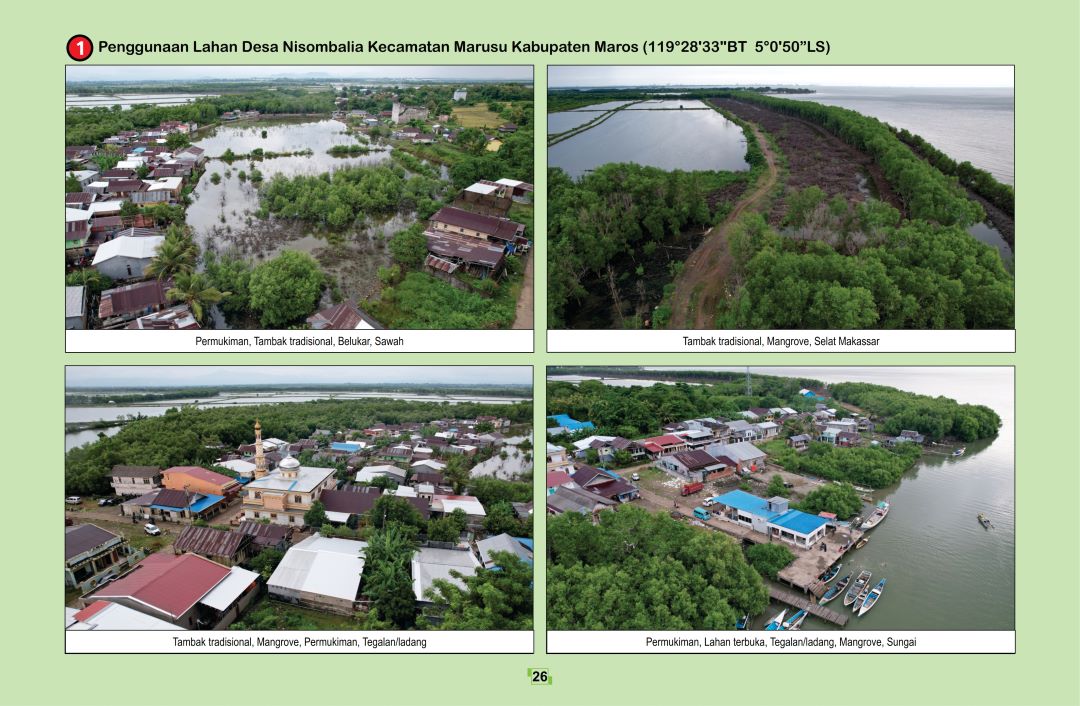 1 Penggunaan Lahan Desa Nisombalia Kecamatan Marusu Kabupaten Maros (119°28'33"BT 5°0'50”LS)
Permukiman, Tambak tradisional, Belukar, Sawah
Tambak tradisional, Mangrove, Selat Makassar
Tambak tradisional, Mangrove, Permukiman, Tegalan/ladang
Permukiman, Lahan terbuka, Tegalan/ladang, Mangrove, Sungai
26